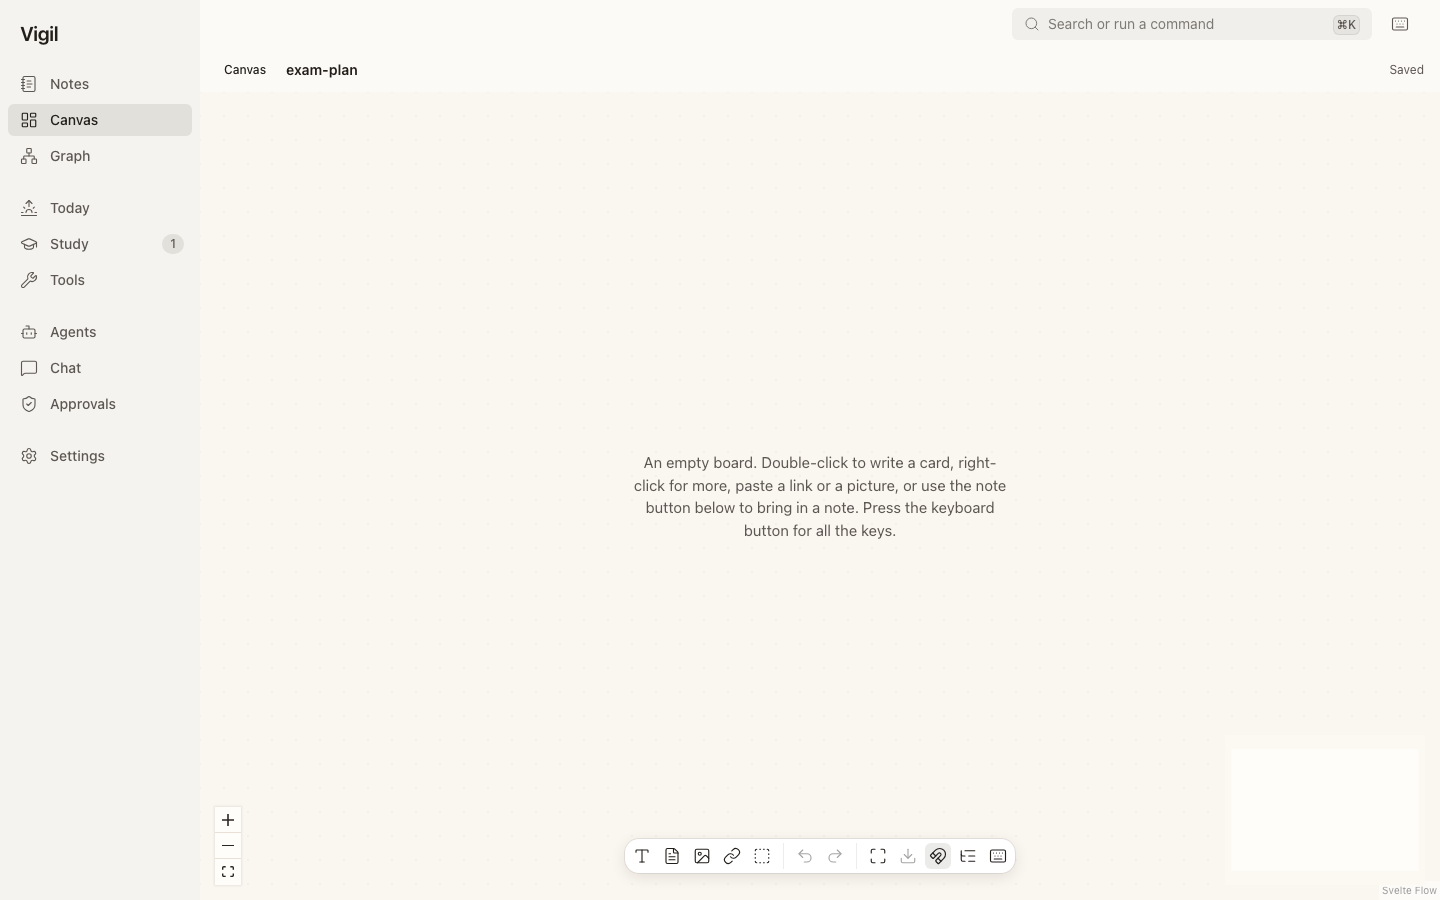 Vigil
Search or run a command
⌘K
Notes
Canvas
Graph
Today
Study
1
Tools
Agents
Chat
Approvals
Settings
Canvas
exam-plan
Saved
An empty board. Double-click to write a card, right-
click for more, paste a link or a picture, or use the note
button below to bring in a note. Press the keyboard
button for all the keys.
Svelte Flow